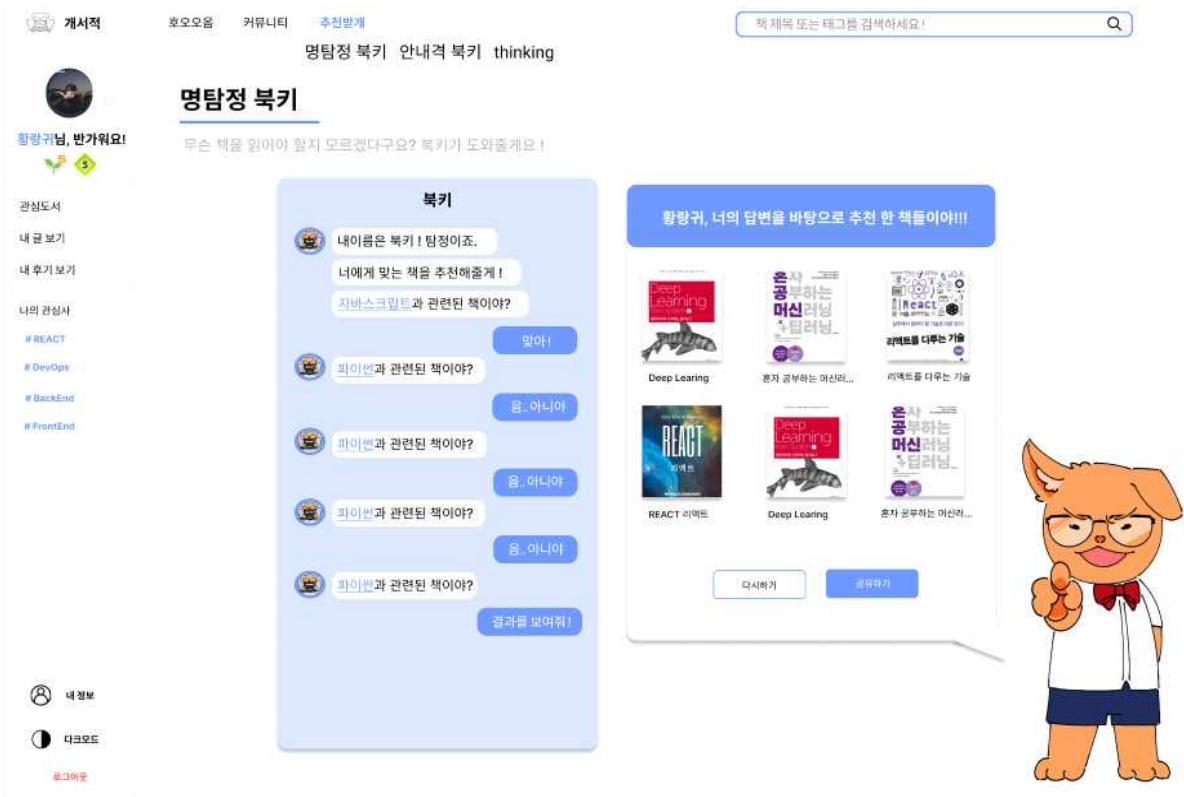 개서적
호오오옴 커뮤니티 추천받개
책 제목 또는 태그를 검색하세요!
명탐정 북키 안내격 북키 thinking
황랑귀님, 반가워요!
5
관심도서
내 글 보기
내 후기 보기
나의 관심사
# REACT
# DevOps
# BackEnd
# FrontEnd
내 정보
다크모드
로그아웃
명탐정 북키
무슨 책을 읽어야 할지 모르겠다구요? 북키가 도와줄게요 !
북키
내이름은 북키 ! 탐정이죠.
너에게 맞는 책을 추천해줄게 !
자바스크립트과 관련된 책이야?
맞아!
파이썬과 관련된 책이야?
음.. 아니야
파이썬과 관련된 책이야?
음.. 아니야
파이썬과 관련된 책이야?
음.. 아니야
파이썬과 관련된 책이야?
결과를 보여줘!
황랑귀, 너의 답변을 바탕으로 추천 한 책들이야!!!
Deep
Learning
Deep Learing
혼자
공부하는
머신러닝
+딥러닝
혼자 공부하는 머신러...
React
리액트를 다루는 기술
리액트를 다루는 기술
REACT
리액트
REACT 리액트
Deep
Learning
Deep Learing
혼자
공부하는
머신러닝
+딥러닝
혼자 공부하는 머신러...
다시하기
공유하기